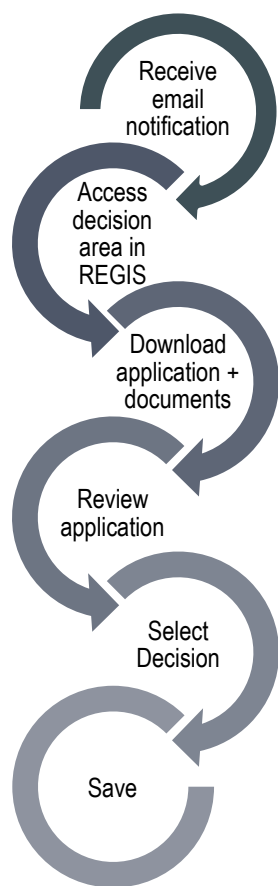 Receive
email
notification
Access
decision
area in
REGIS
Download
application +
documents
Review
application
Select
Decision
Save